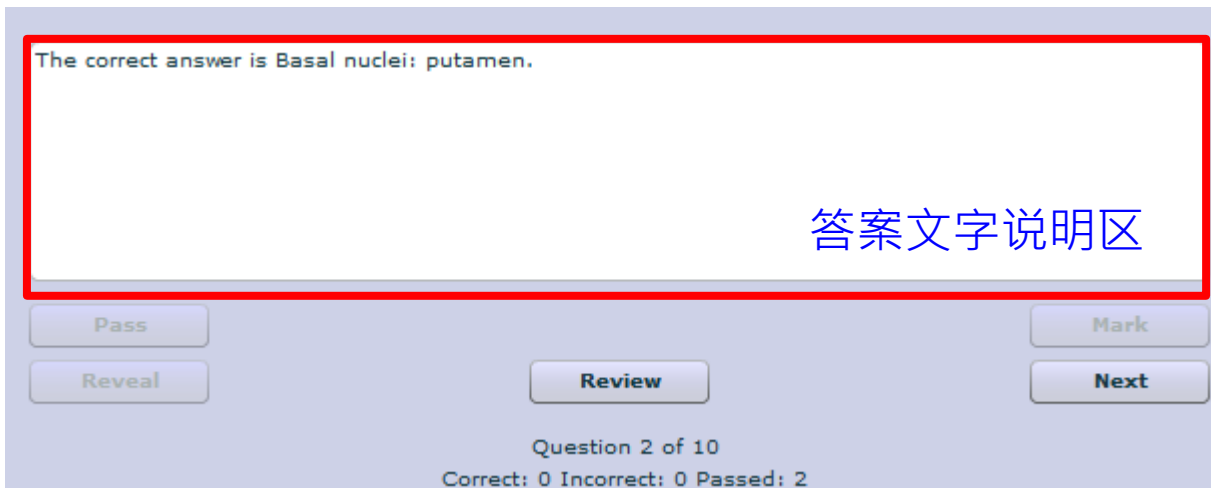 The correct answer is Basal nuclei: putamen.
答案文字说明区
Pass
Mark
Reveal
Review
Next
Question 2 of 10
Correct: 0 Incorrect: 0 Passed: 2